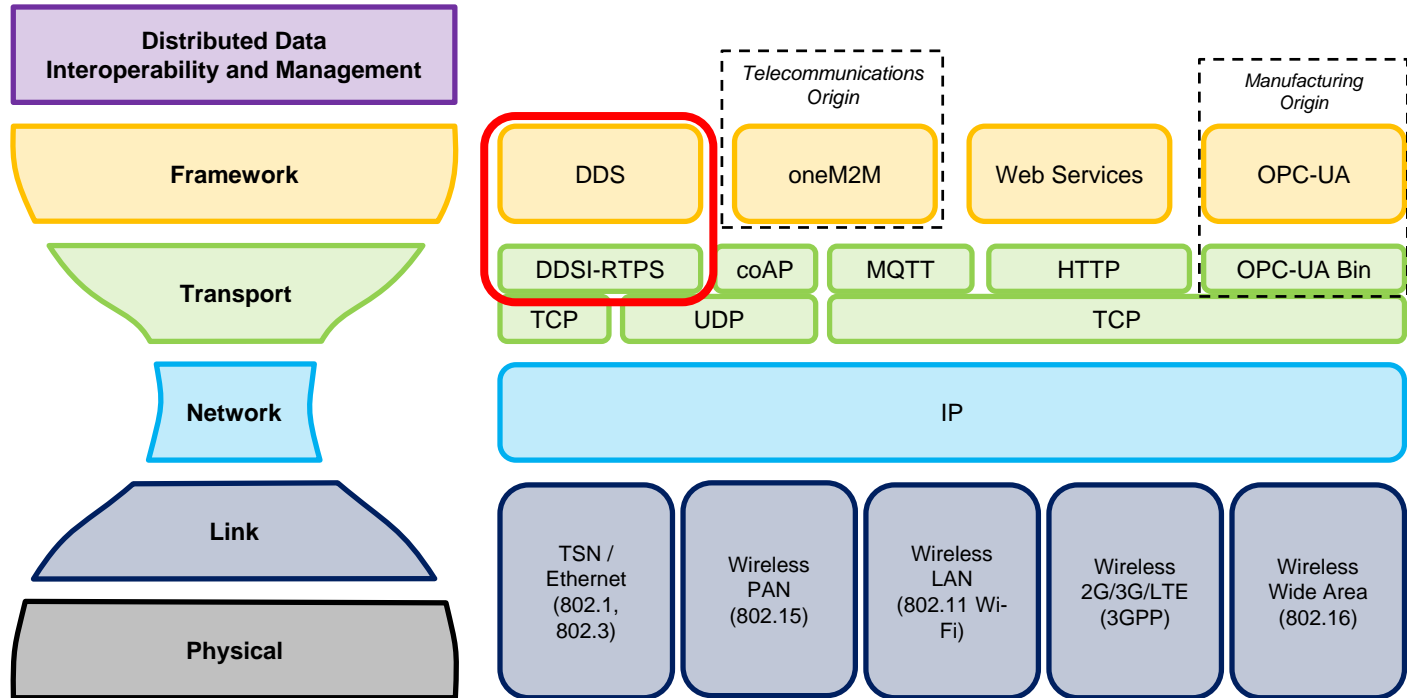 Distributed Data
Interoperability and Management
Telecommunications
Origin
Manufacturing
Origin
Framework
DDS
oneM2M
Web Services
OPC-UA
Transport
DDSI-RTPS
coAP
MQTT
HTTP
OPC-UA Bin
TCP
UDP
TCP
Network
IP
Link
Physical
TSN /
Ethernet
(802.1,
802.3)
Wireless
PAN
(802.15)
Wireless
LAN
(802.11 Wi-
Fi)
Wireless
2G/3G/LTE
(3GPP)
Wireless
Wide Area
(802.16)